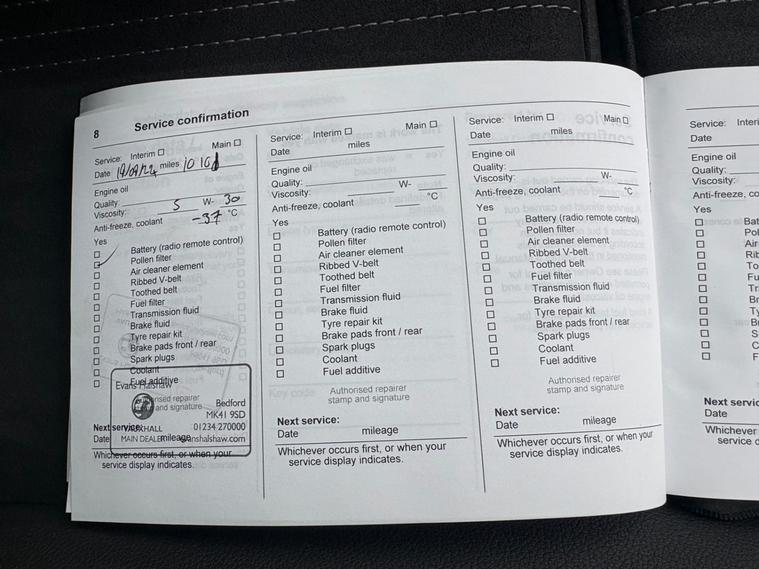 8 Service confirmation
Service: Interim ☐ Main ☐
Date miles
Engine oil
Quality:
Viscosity: 5 W- 30
Anti-freeze, coolant -37 °C
Yes
☐ Battery (radio remote control)
Pollen filter
☐ Air cleaner element
☐ Ribbed V-belt
☐ Toothed belt
☐ Fuel filter
☐ Transmission fluid
☐ Brake fluid
☐ Tyre repair kit
☐ Brake pads front / rear
☐ Spark plugs
☐ Coolant
☐ Fuel additive
Evans Halshaw
Bedford
and signature MK41 9SD
Next service: VAUXHALL 01234 270000
Date MAIN DEALER mileage
Whichever occurs first, or when your
service display indicates.
Service: Interim ☐ Main ☐
Date miles
Engine oil
Quality:
Viscosity: W-
Anti-freeze, coolant °C
Yes
☐ Battery (radio remote control)
☐ Pollen filter
☐ Air cleaner element
☐ Ribbed V-belt
☐ Toothed belt
☐ Fuel filter
☐ Transmission fluid
☐ Brake fluid
☐ Tyre repair kit
☐ Brake pads front / rear
☐ Spark plugs
☐ Coolant
☐ Fuel additive
Authorised repairer
stamp and signature
Next service:
Date mileage
Whichever occurs first, or when your
service display indicates.
Service: Interim ☐ Main ☐
Date miles
Engine oil
Quality:
Viscosity: W-
Anti-freeze, coolant °C
Yes
☐ Battery (radio remote control)
☐ Pollen filter
☐ Air cleaner element
☐ Ribbed V-belt
☐ Toothed belt
☐ Fuel filter
☐ Transmission fluid
☐ Brake fluid
☐ Tyre repair kit
☐ Brake pads front / rear
☐ Spark plugs
☐ Coolant
☐ Fuel additive
Authorised repairer
stamp and signature
Next service:
Date mileage
Whichever occurs first, or when your
service display indicates.
Service:
Date
Engine oil
Quality:
Viscosity:
Yes
Date
Whichever